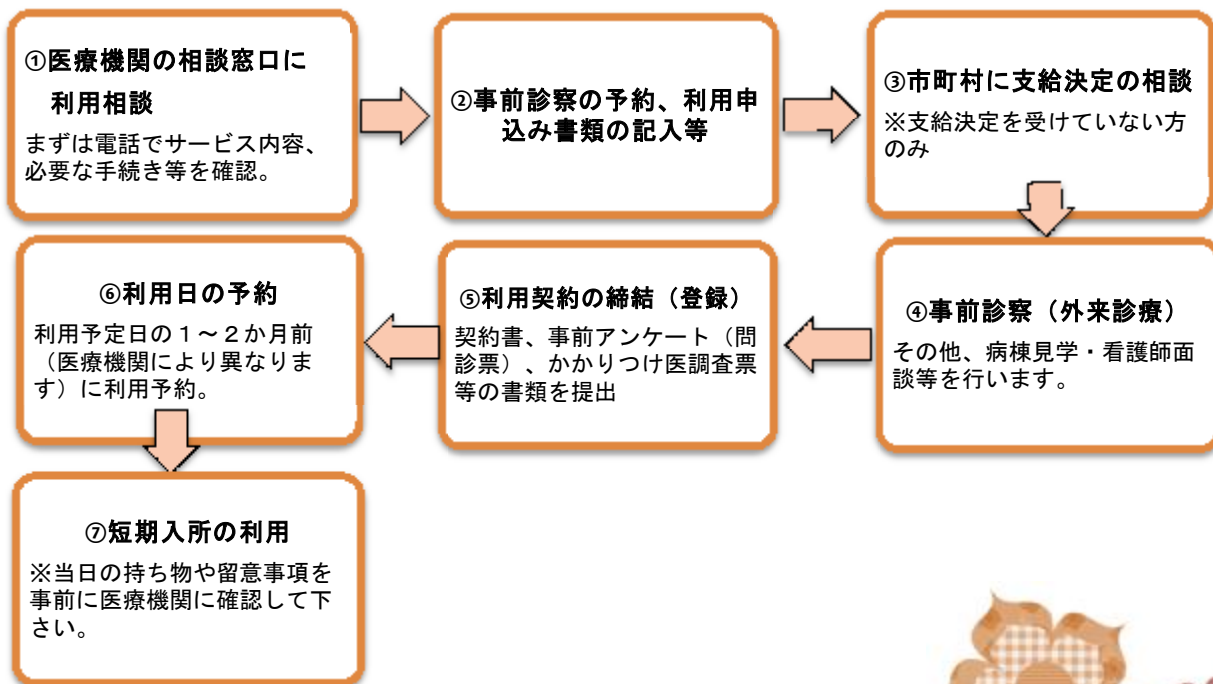 ①医療機関の相談窓口に
利用相談
まずは電話でサービス内容、
必要な手続き等を確認。
②事前診察の予約、利用申
込み書類の記入等
③市町村に支給決定の相談
※支給決定を受けていない方
のみ
④事前診察（外来診療）
その他、病棟見学・看護師面
談等を行います。
⑤利用契約の締結（登録）
契約書、事前アンケート（問
診票）、かかりつけ医調査票
等の書類を提出
⑥利用日の予約
利用予定日の１～２か月前
（医療機関により異なりま
す）に利用予約。
⑦短期入所の利用
※当日の持ち物や留意事項を
事前に医療機関に確認して下
さい。